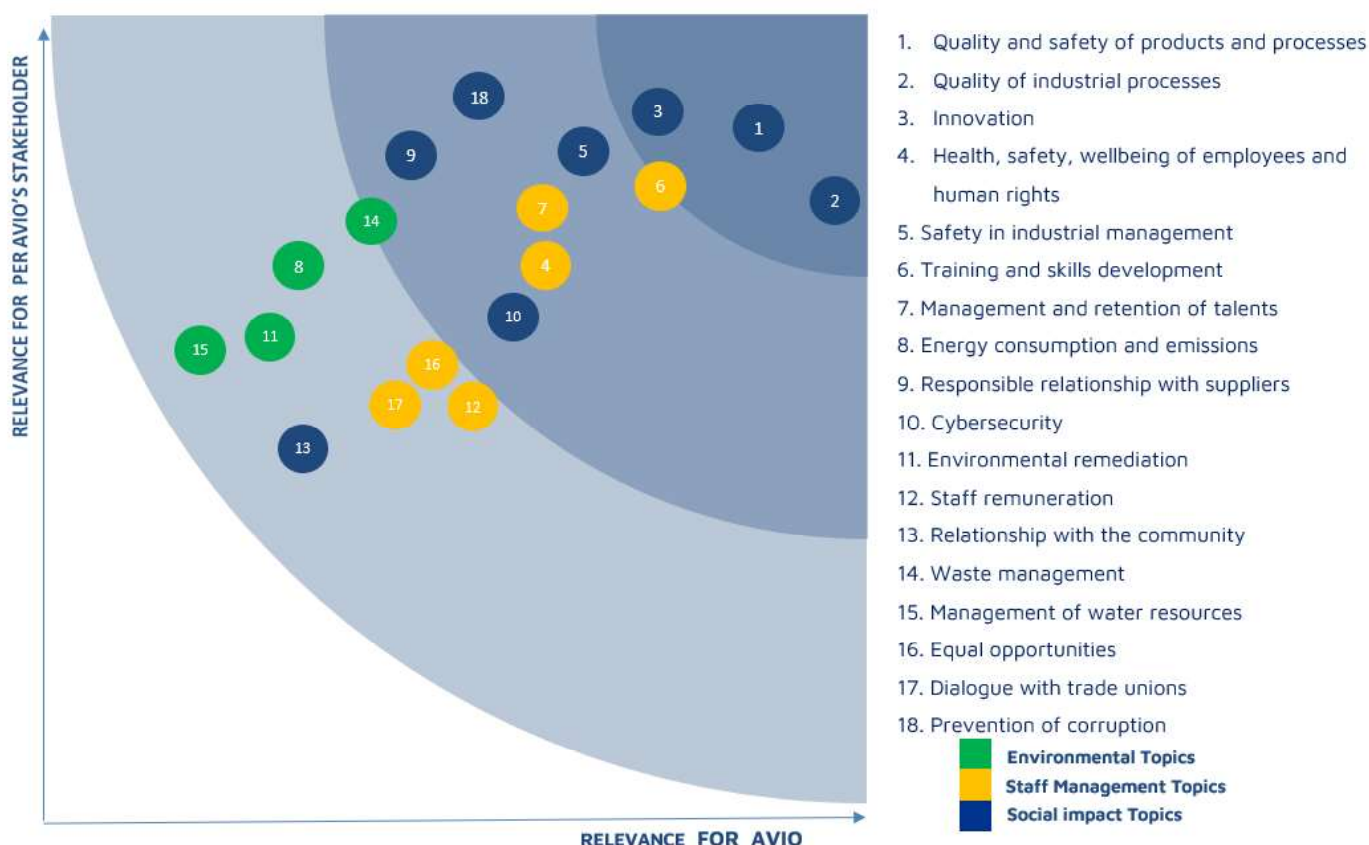 RELEVANCE FOR PER AVIO'S STAKEHOLDER
18
3
1
9
5
6
2
7
14
8
4
10
11
15
16
17
12
13
RELEVANCE FOR AVIO
1. Quality and safety of products and processes
2. Quality of industrial processes
3. Innovation
4. Health, safety, wellbeing of employees and
human rights
5. Safety in industrial management
6. Training and skills development
7. Management and retention of talents
8. Energy consumption and emissions
9. Responsible relationship with suppliers
10. Cybersecurity
11. Environmental remediation
12. Staff remuneration
13. Relationship with the community
14. Waste management
15. Management of water resources
16. Equal opportunities
17. Dialogue with trade unions
18. Prevention of corruption
Environmental Topics
Staff Management Topics
Social impact Topics